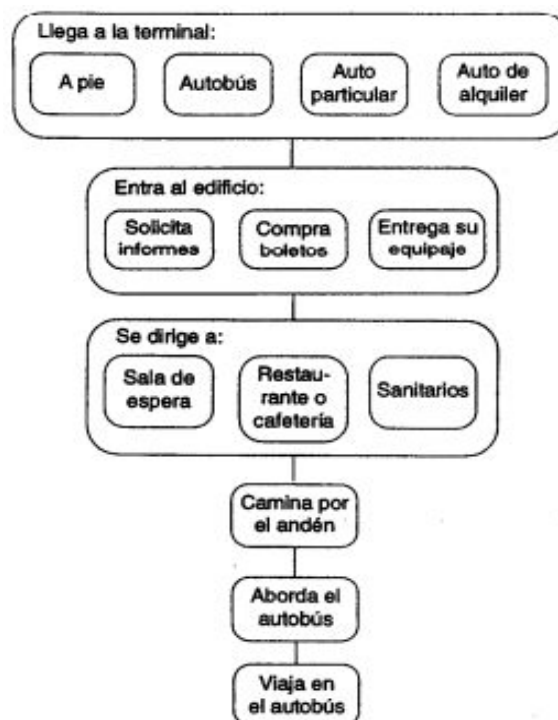 Llega a la terminal:
A pie
Autobús
Auto
particular
Auto de
alquiler
Entra al edificio:
Solicita
informes
Compra
boletos
Entrega su
equipaje
Se dirige a:
Sala de
espera
Restau-
rante o
cafetería
Sanitarios
Camina por
el andén
Aborda el
autobús
Viaja en
el autobús